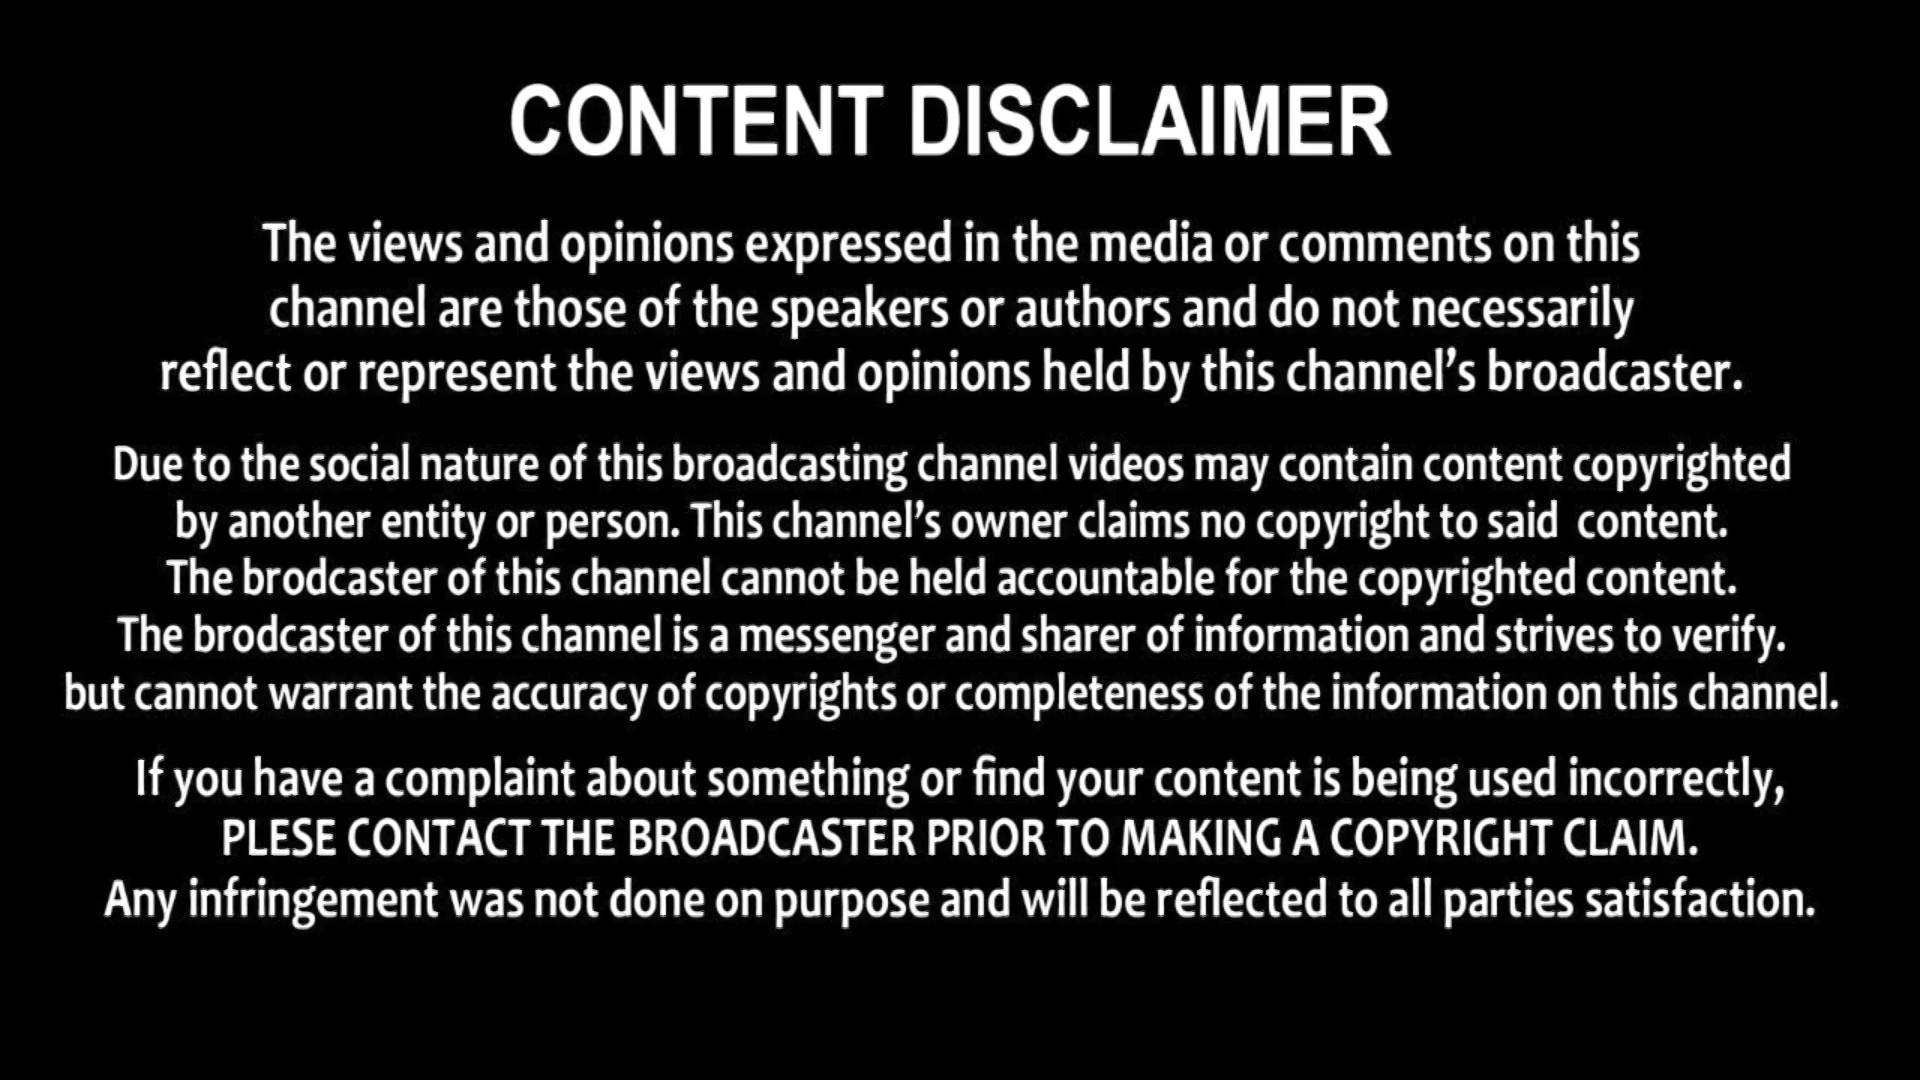 CONTENT DISCLAIMER
The views and opinions expressed in the media or comments on this
channel are those of the speakers or authors and do not necessarily
reflect or represent the views and opinions held by this channel’s broadcaster.
Due to the social nature of this broadcasting channel videos may contain content copyrighted
by another entity or person. This channel’s owner claims no copyright to said content.
The brodcaster of this channel cannot be held accountable for the copyrighted content.
The brodcaster of this channel is a messenger and sharer of information and strives to verify.
but cannot warrant the accuracy of copyrights or completeness of the information on this channel.
If you have a complaint about something or find your content is being used incorrectly,
PLESE CONTACT THE BROADCASTER PRIOR TO MAKING A COPYRIGHT CLAIM.
Any infringement was not done on purpose and will be reflected to all parties satisfaction.